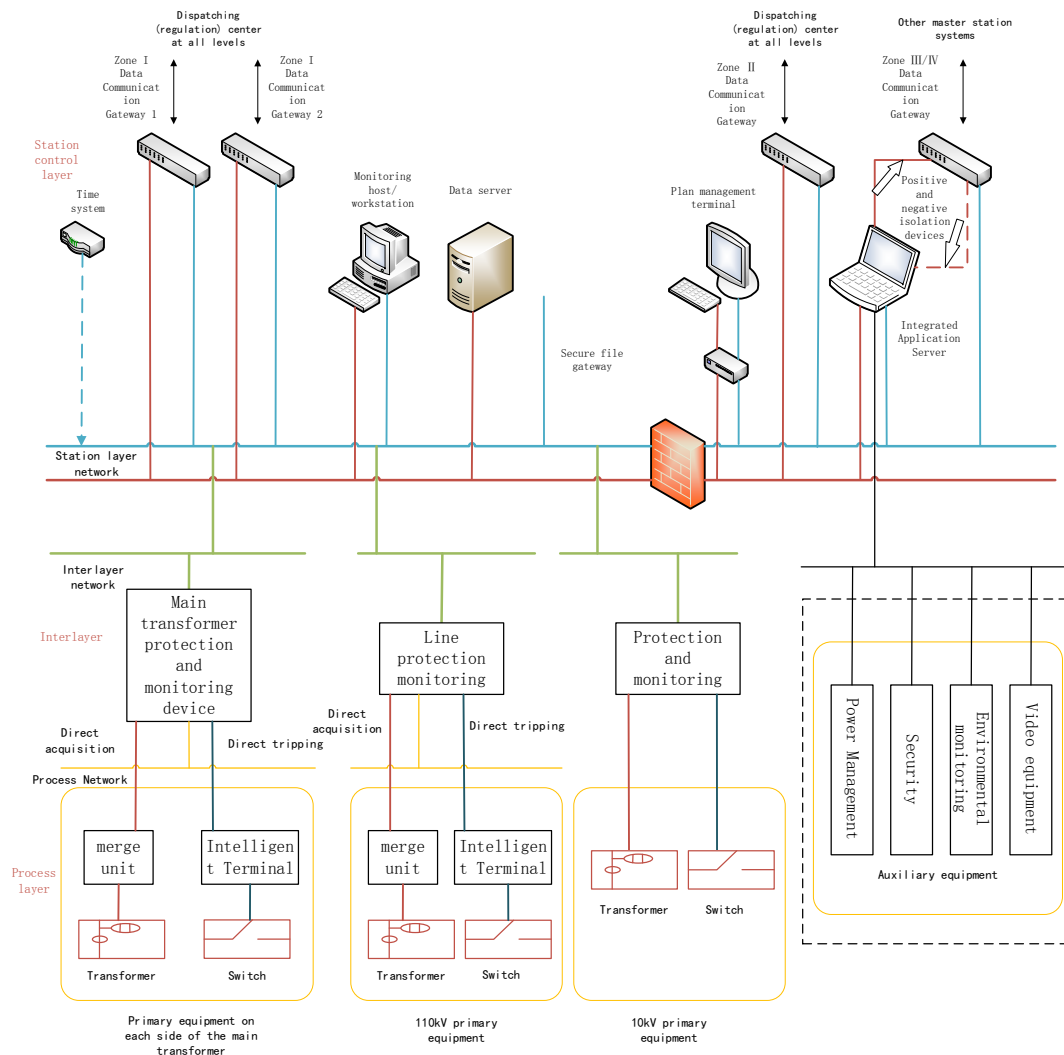 Dispatching
(regulation) center
at all levels
Dispatching
(regulation) center
at all levels
Other master station
systems
Zone I
Data
Communicat
ion
Gateway 1
Zone I
Data
Communicat
ion
Gateway 2
Zone Ⅱ
Data
Communicat
ion
Gateway
Zone III/IV
Data
Communicat
ion
Gateway
Station
control
layer
Time
system
Monitoring
host/
workstation
Data server
Plan management
terminal
Positive
and
negative
isolation
devices
Secure file
gateway
Integrated
Application
Server
Station layer
network
Interlayer
network
Interlayer
Main
transformer
protection
and
monitoring
device
Line
protection
monitoring
Protection
and
monitoring
Direct
acquisition
Direct tripping
Direct
acquisition
Direct tripping
Power Management
Security
Environmental
monitoring
Video equipment
Auxiliary equipment
Process Network
Process
layer
merge
unit
Intelligen
t Terminal
merge
unit
Intelligen
t Terminal
Transformer
Switch
Transformer
Switch
Transformer
Switch
Primary equipment on
each side of the main
transformer
110kV primary
equipment
10kV primary
equipment